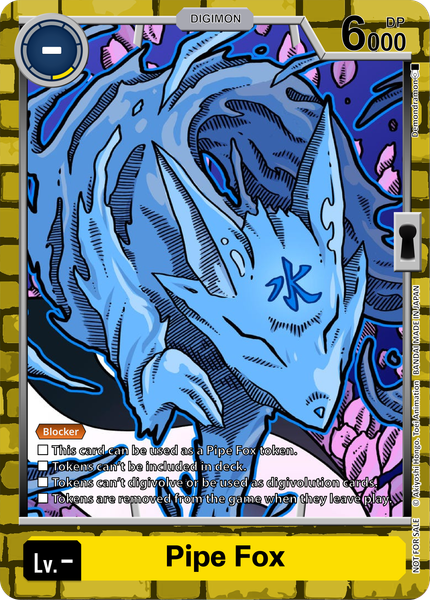 DIGIMON
-
6000
DP
Demondramon
水
Blocker
This card can be used as a Pipe Fox token.
Tokens can't be included in deck.
Tokens can't digivolve or be used as digivolution cards.
Tokens are removed from the game when they leave play.
NOT FOR SALE © Akiyoshi Hongo, Toei Animation BANDAI MADE IN JAPAN
Lv.-
Pipe Fox